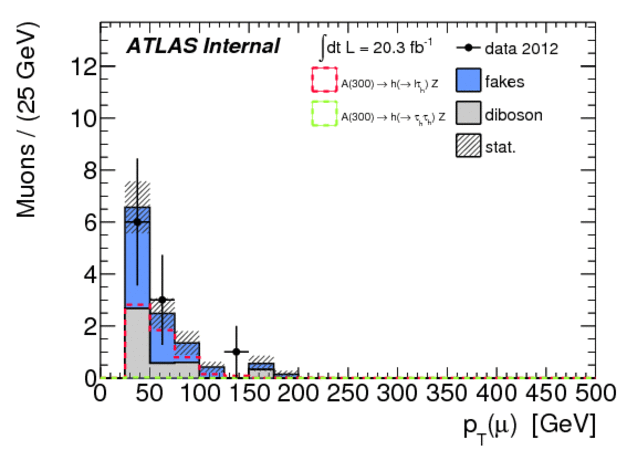 ATLAS Internal
∫dt L = 20.3 fb⁻¹
data 2012
A(300) → h(→ lτₕ) Z
fakes
A(300) → h(→ τₕτₕ) Z
diboson
stat.
Muons / (25 GeV)
12
10
8
6
4
2
0
0 50 100 150 200 250 300 350 400 450 500
p_T(μ) [GeV]